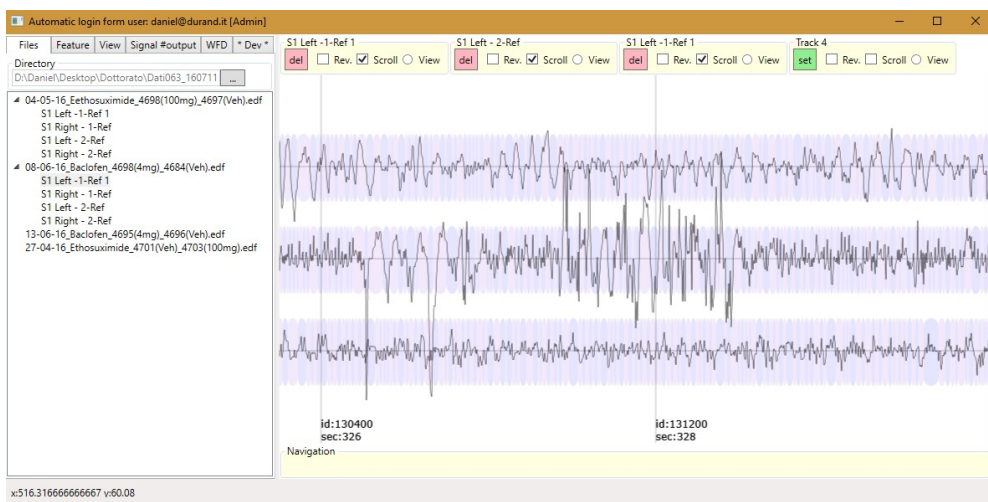 Automatic login form user: daniel@durand.it [Admin]
Files Feature View Signal #output WFD * Dev *
Directory
D:\Daniel\Desktop\Dottorato\Dati063_160711 ...
04-05-16_Eethosuximide_4698(100mg)_4697(Veh).edf
S1 Left -1-Ref 1
S1 Right - 1-Ref
S1 Left - 2-Ref
S1 Right - 2-Ref
08-06-16_Baclofen_4698(4mg)_4684(Veh).edf
S1 Left -1-Ref 1
S1 Right - 1-Ref
S1 Left - 2-Ref
S1 Right - 2-Ref
13-06-16_Baclofen_4695(4mg)_4696(Veh).edf
27-04-16_Ethosuximide_4701(Veh)_4703(100mg).edf
S1 Left -1-Ref 1
del Rev. Scroll View
S1 Left - 2-Ref
del Rev. Scroll View
S1 Left -1-Ref 1
del Rev. Scroll View
Track 4
set Rev. Scroll View
id:130400
sec:326
id:131200
sec:328
Navigation
x:516.316666666667 y:60.08